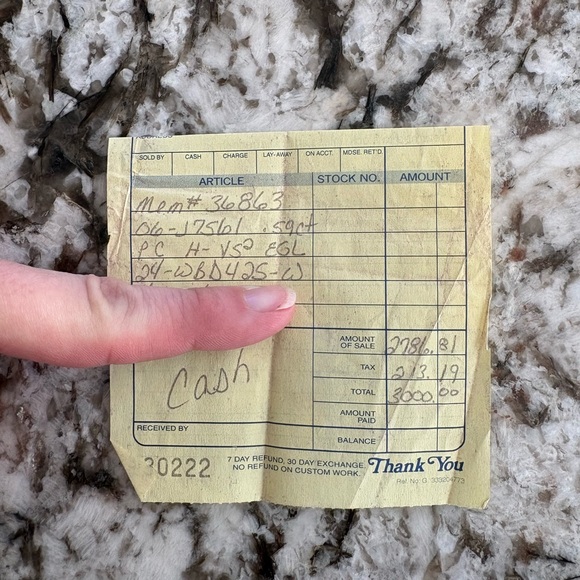 SOLD BY CASH CHARGE LAY-AWAY ON ACCT. MDSE. RET'D.
ARTICLE STOCK NO. AMOUNT
Mem# 36863
06-17561 .59ct
PC H-VS2 EGL
24-WBD425-W
AMOUNT OF SALE 2786.81
TAX 213.19
Cash
TOTAL 3000.00
AMOUNT PAID
RECEIVED BY BALANCE
30222 7 DAY REFUND, 30 DAY EXCHANGE Thank You
NO REFUND ON CUSTOM WORK.